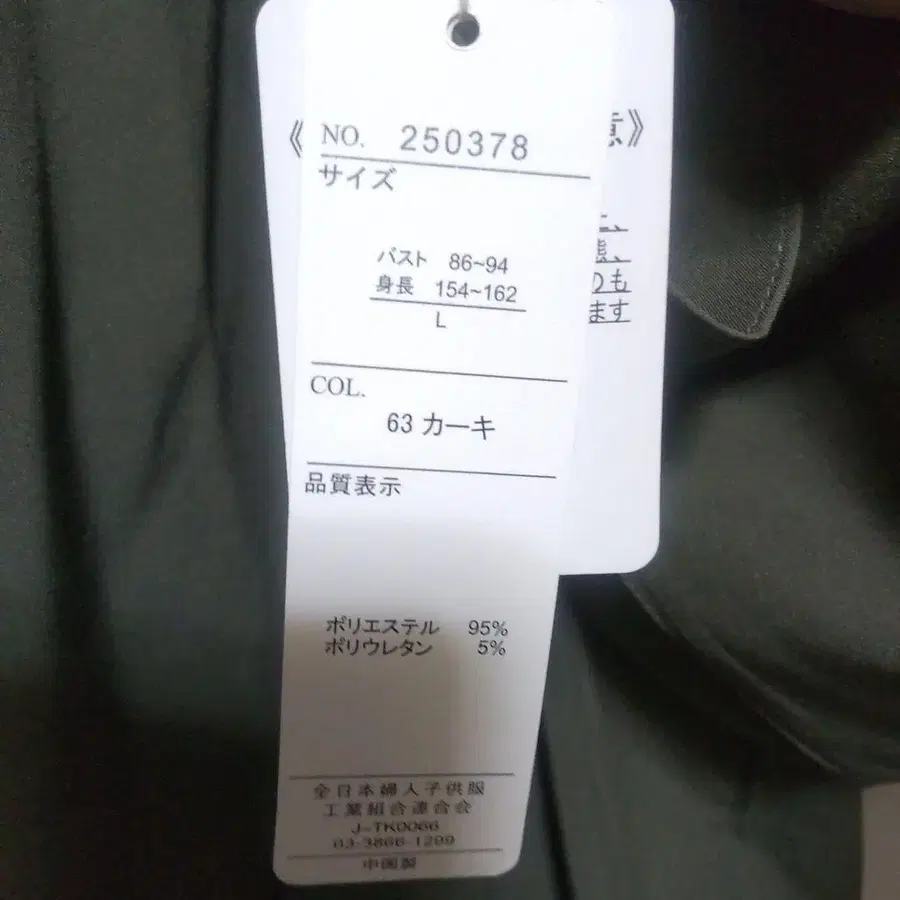 NO. 250378
サイズ
バスト 86~94
身長 154~162
L
COL.
63 カーキ
品質表示
ポリエステル 95%
ポリウレタン 5%
全日本婦人子供服
工業組合連合会
J-TK0066
03-3866-1299
中国製
《
意》
、
のも
ます